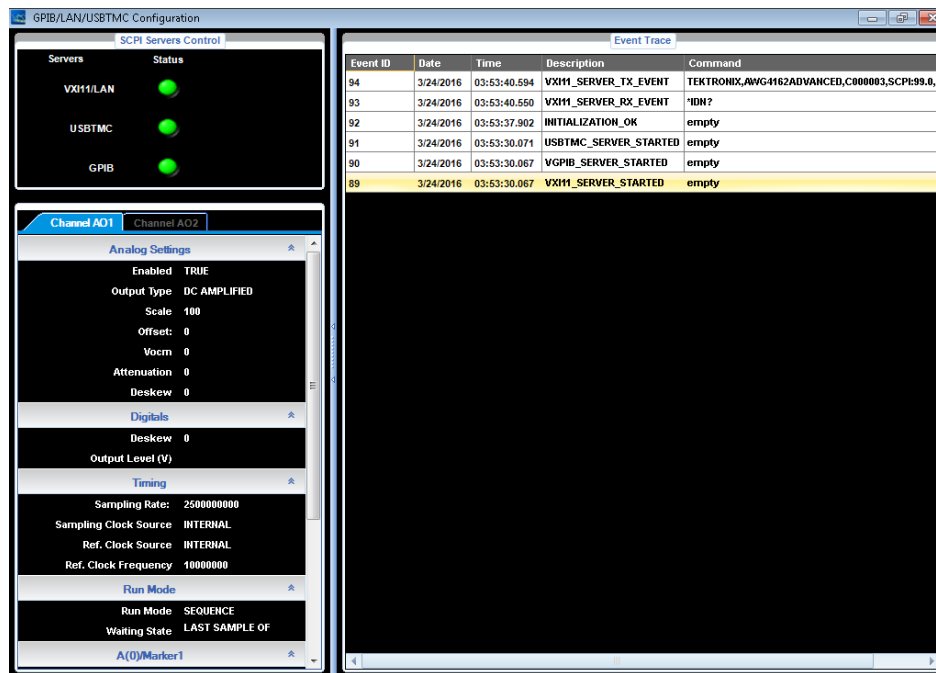 GPIB/LAN/USBTMC Configuration
SCPI Servers Control
Servers Status
VXI11/LAN
USBTMC
GPIB
Channel AO1 Channel AO2
Analog Settings
Enabled TRUE
Output Type DC AMPLIFIED
Scale 100
Offset: 0
Vocm 0
Attenuation 0
Deskew 0
Digitals
Deskew 0
Output Level (V)
Timing
Sampling Rate: 2500000000
Sampling Clock Source INTERNAL
Ref. Clock Source INTERNAL
Ref. Clock Frequency 10000000
Run Mode
Run Mode SEQUENCE
Waiting State LAST SAMPLE OF
A(0)/Marker1
Event Trace
Event ID Date Time Description Command
94 3/24/2016 03:53:40.594 VXI11_SERVER_TX_EVENT TEKTRONIX,AWG4162ADVANCED,C000003,SCPI:99.0,
93 3/24/2016 03:53:40.550 VXI11_SERVER_RX_EVENT *IDN?
92 3/24/2016 03:53:37.902 INITIALIZATION_OK empty
91 3/24/2016 03:53:30.071 USBTMC_SERVER_STARTED empty
90 3/24/2016 03:53:30.067 VGPIB_SERVER_STARTED empty
89 3/24/2016 03:53:30.067 VXI11_SERVER_STARTED empty